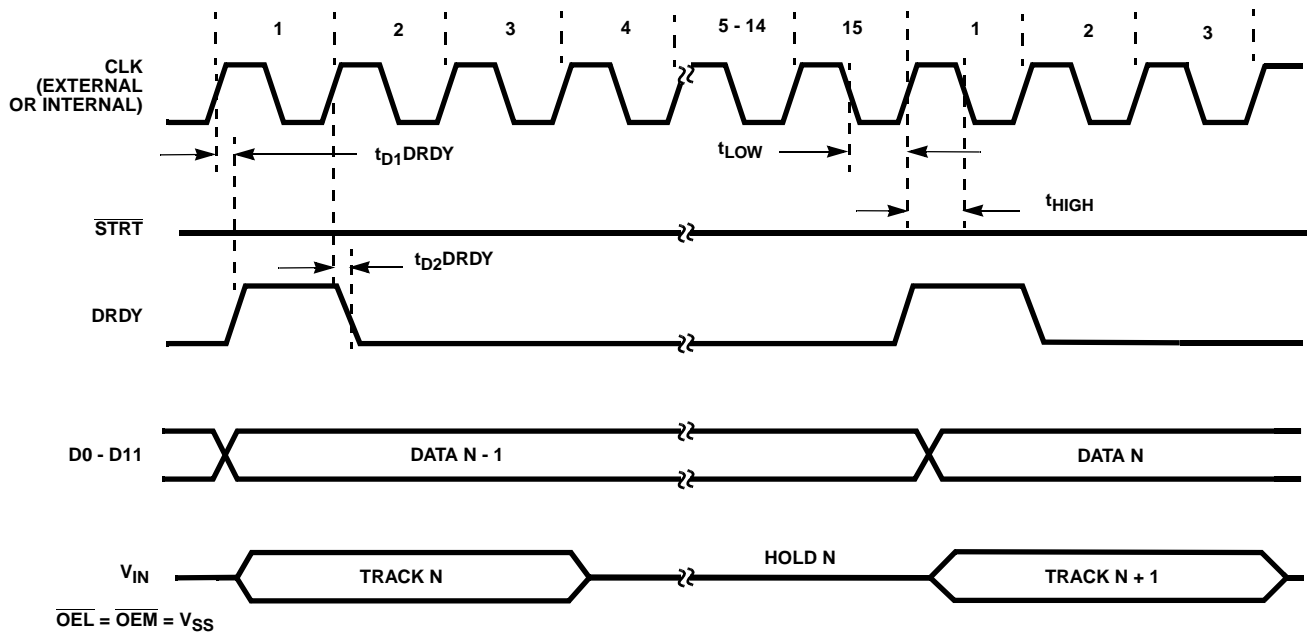 1 2 3 4 5 - 14 15 1 2 3
CLK
(EXTERNAL
OR INTERNAL)
tD1DRDY
tLOW
tHIGH
STRT
tD2DRDY
DRDY
D0 - D11
DATA N - 1
DATA N
VIN
TRACK N
HOLD N
TRACK N + 1
OEL = OEM = VSS